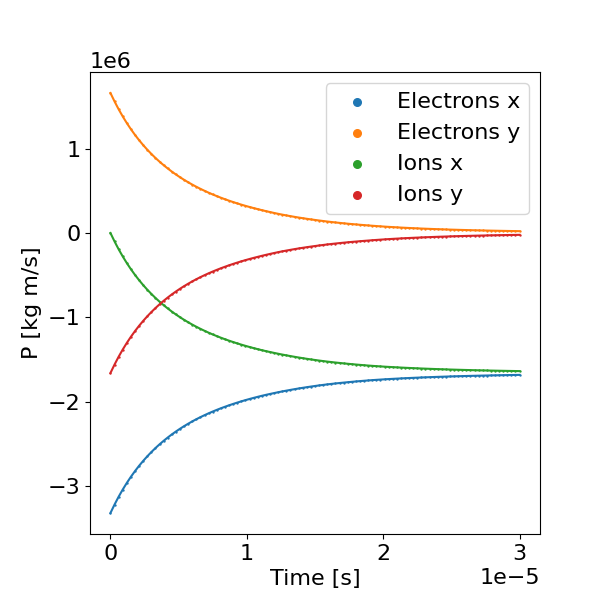 1e6
Electrons x
Electrons y
Ions x
Ions y
1
0
−1
−2
−3
P [kg m/s]
0 1 2 3
Time [s]
1e−5